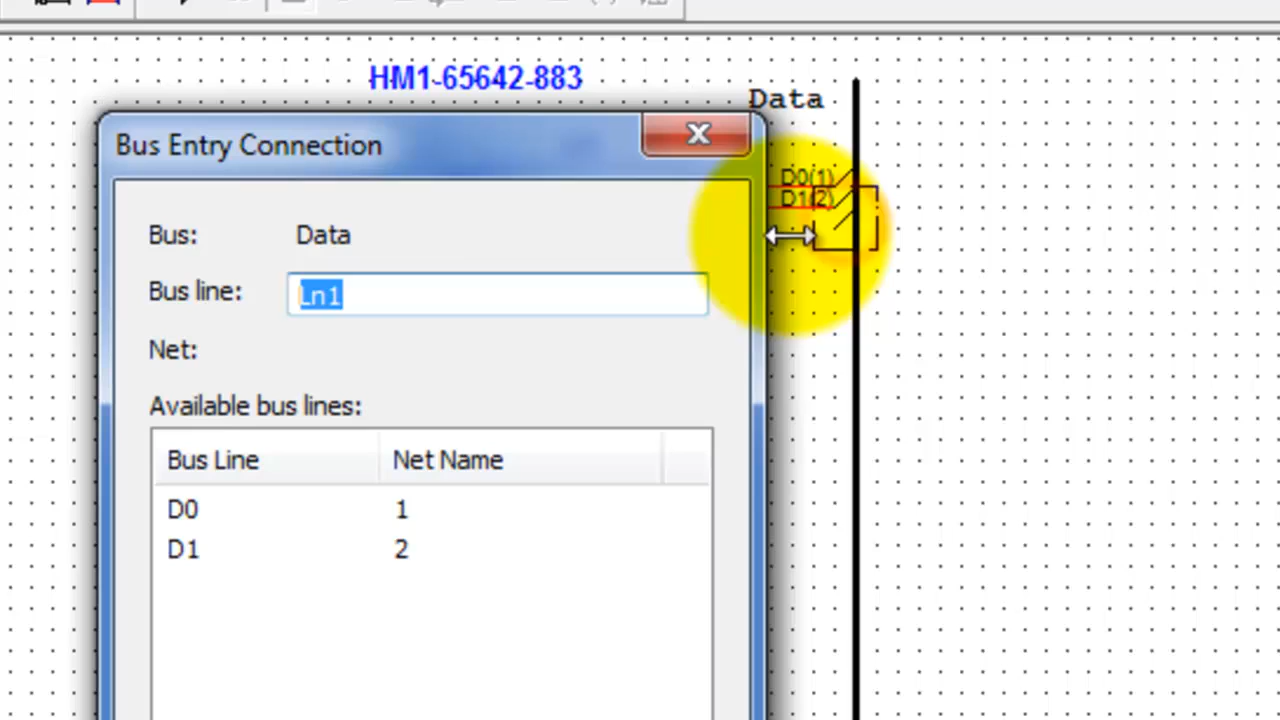 HM1-65642-883
Data
Bus Entry Connection
D0(1)
D1(2)
Bus: Data
Bus line: Ln1
Net:
Available bus lines:
Bus Line Net Name
D0 1
D1 2